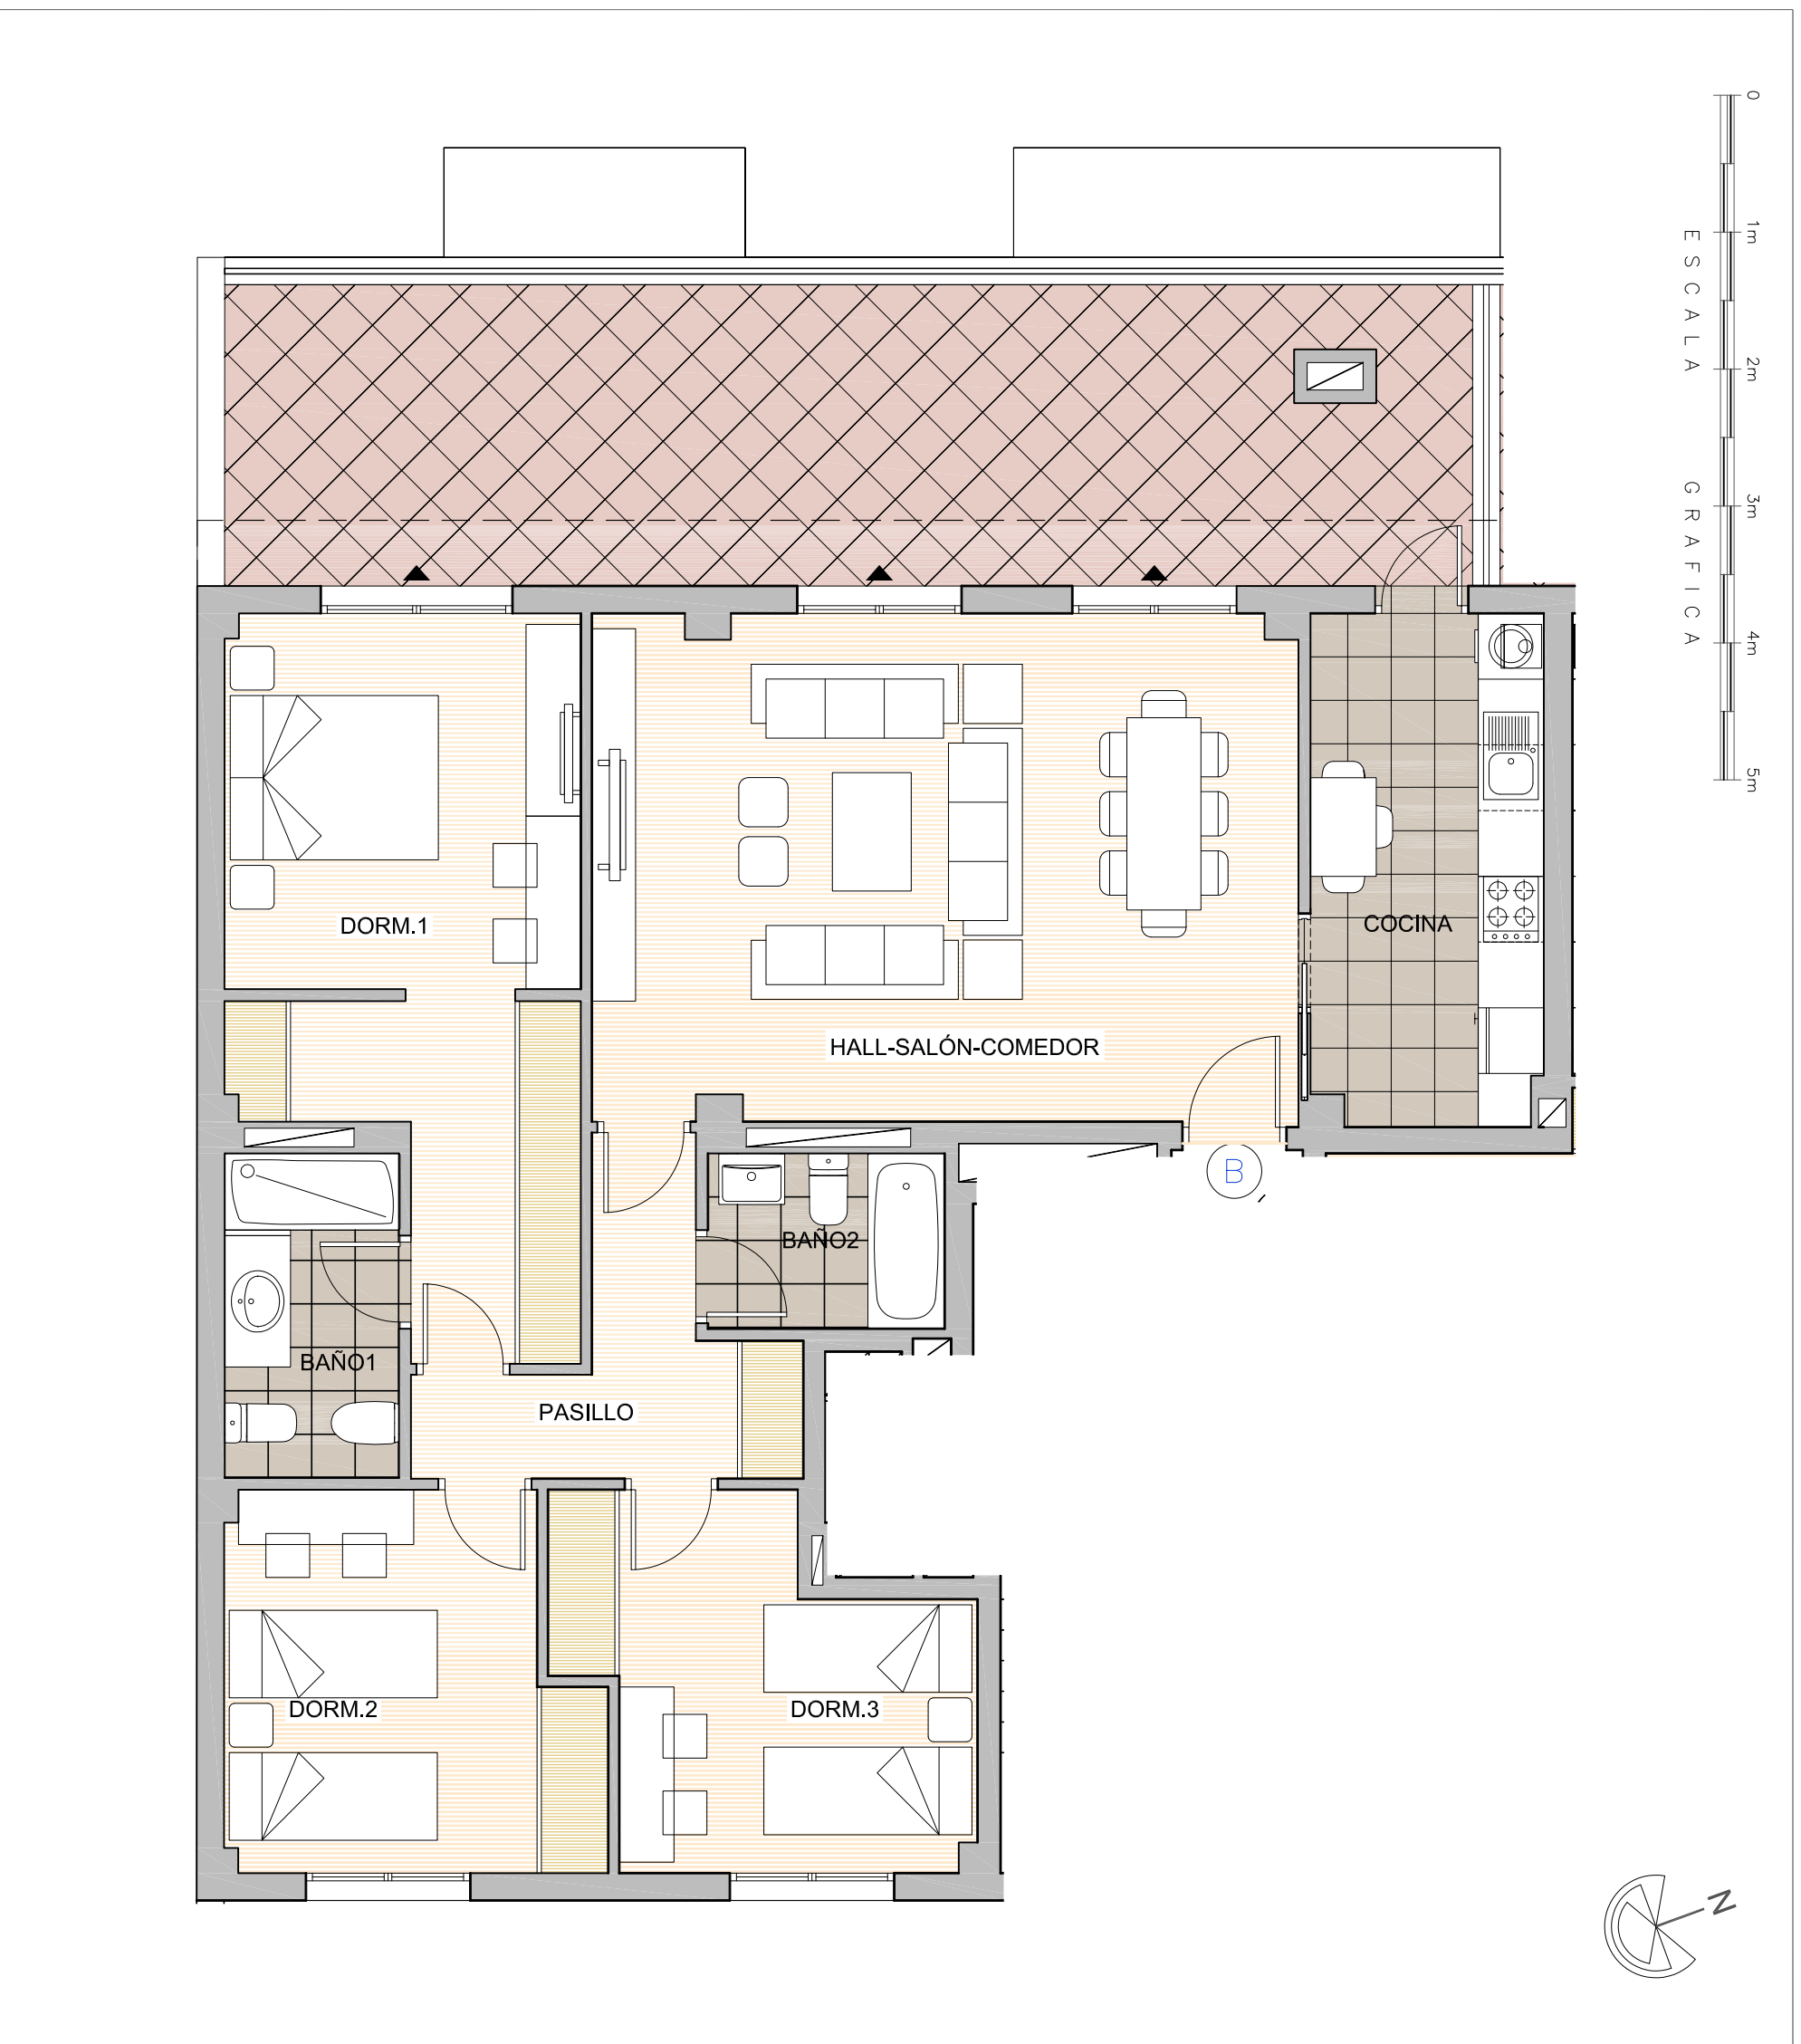 0
1m
2m
3m
4m
5m
ESCALA GRAFICA
DORM.1
COCINA
HALL-SALÓN-COMEDOR
B
BAÑO2
BAÑO1
PASILLO
DORM.2
DORM.3
N